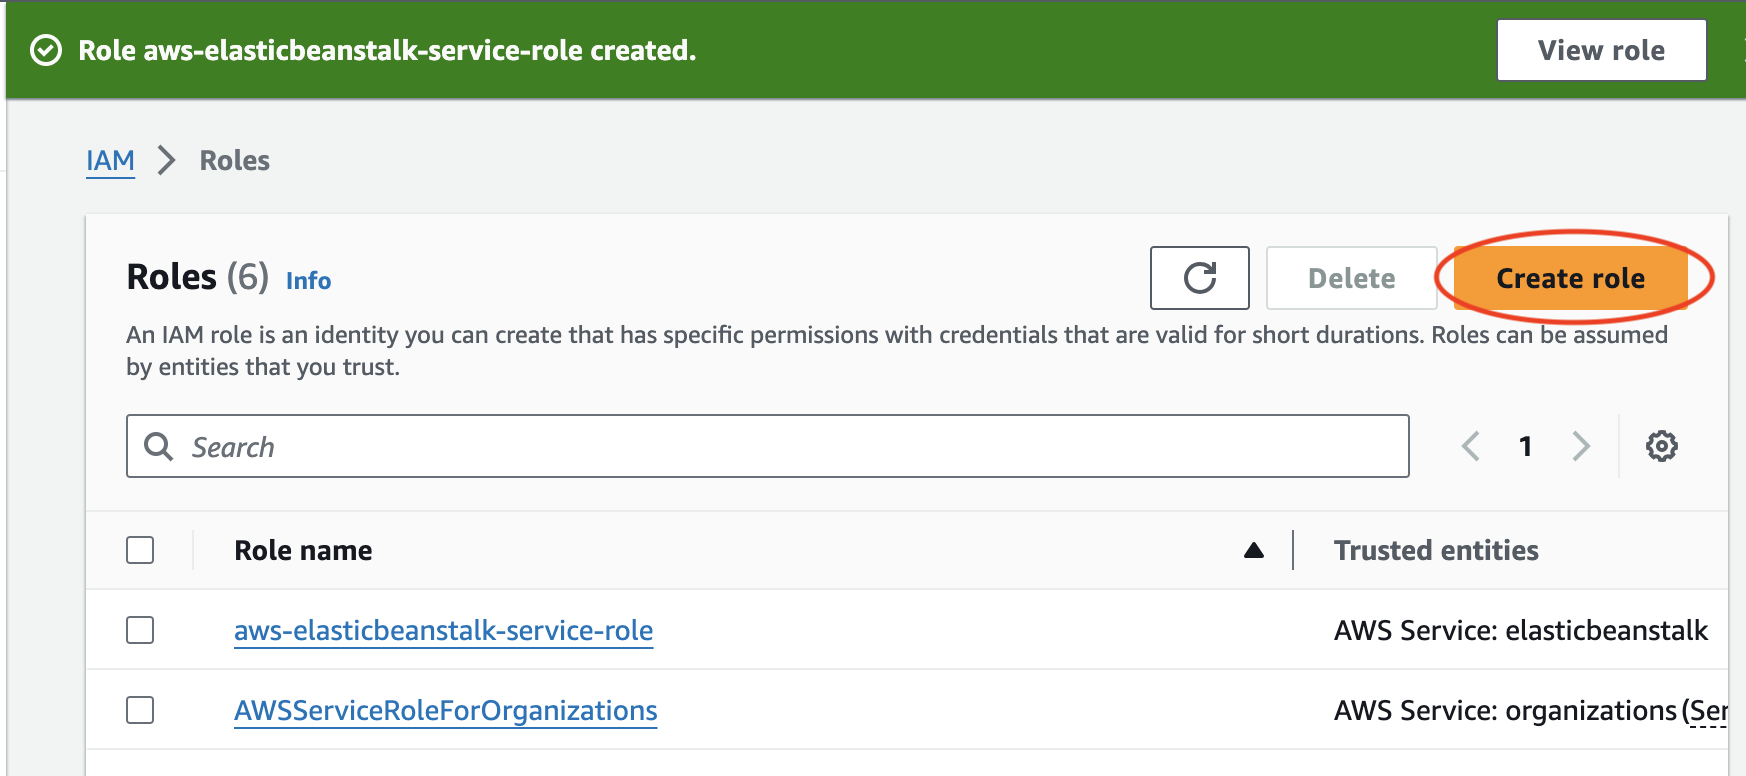 Role aws-elasticbeanstalk-service-role created.
View role
IAM > Roles
Roles (6) Info
Delete
Create role
An IAM role is an identity you can create that has specific permissions with credentials that are valid for short durations. Roles can be assumed
by entities that you trust.
Search
1
Role name
Trusted entities
aws-elasticbeanstalk-service-role
AWS Service: elasticbeanstalk
AWSServiceRoleForOrganizations
AWS Service: organizations (Ser